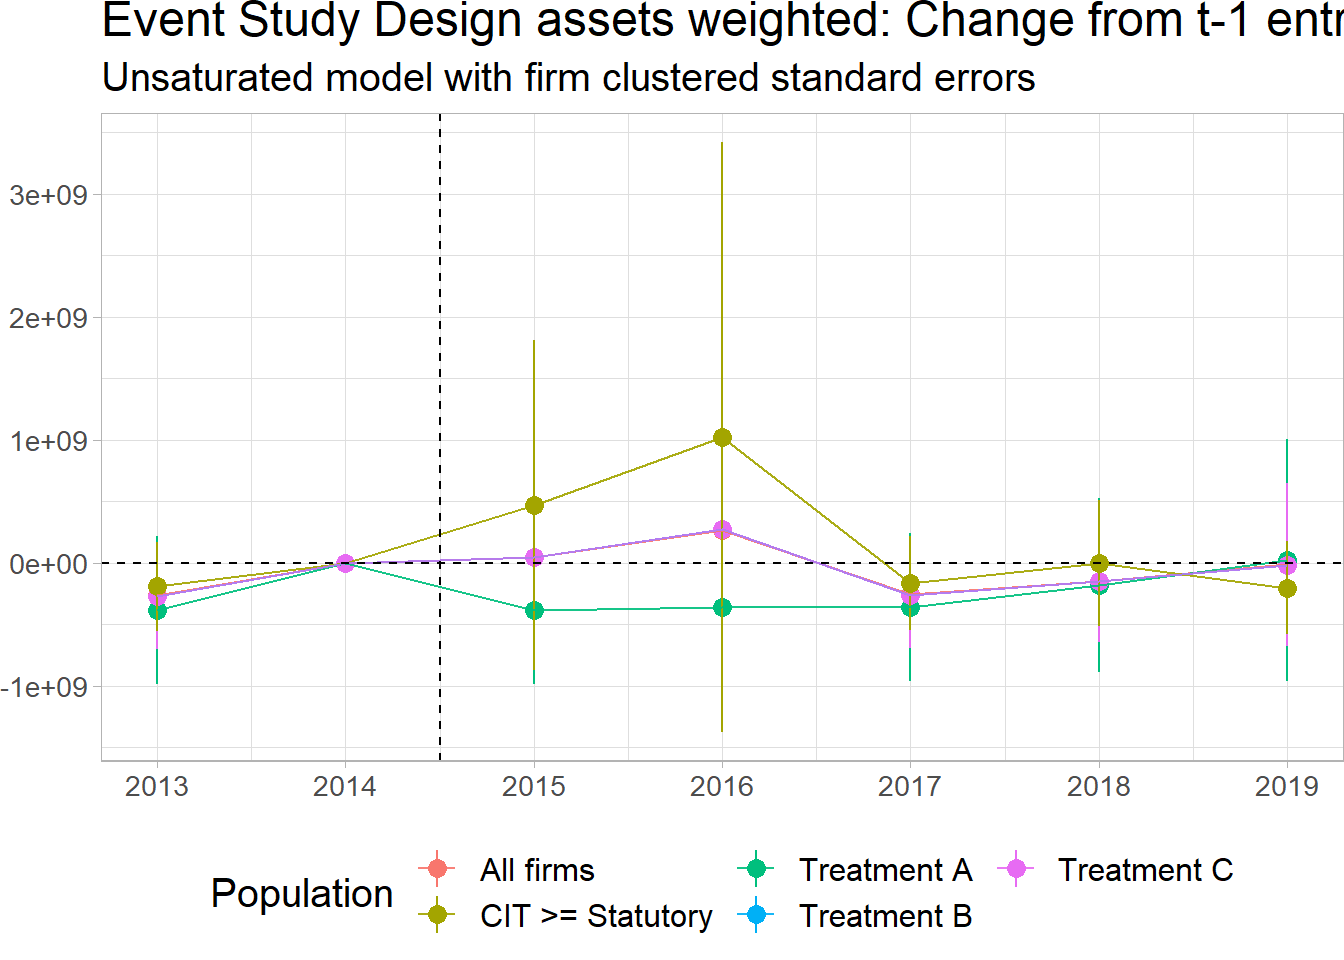 Event Study Design assets weighted: Change from t-1 entr
Unsaturated model with firm clustered standard errors
3e+09
2e+09
1e+09
0e+00
-1e+09
2013 2014 2015 2016 2017 2018 2019
Population
All firms Treatment A Treatment C
CIT >= Statutory Treatment B